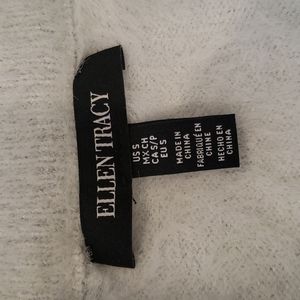 ELLEN TRACY
US S
MX CH
CA S/P
EU S
MADE IN
CHINA
FABRIQUÉ EN
CHINE
HECHO EN
CHINA